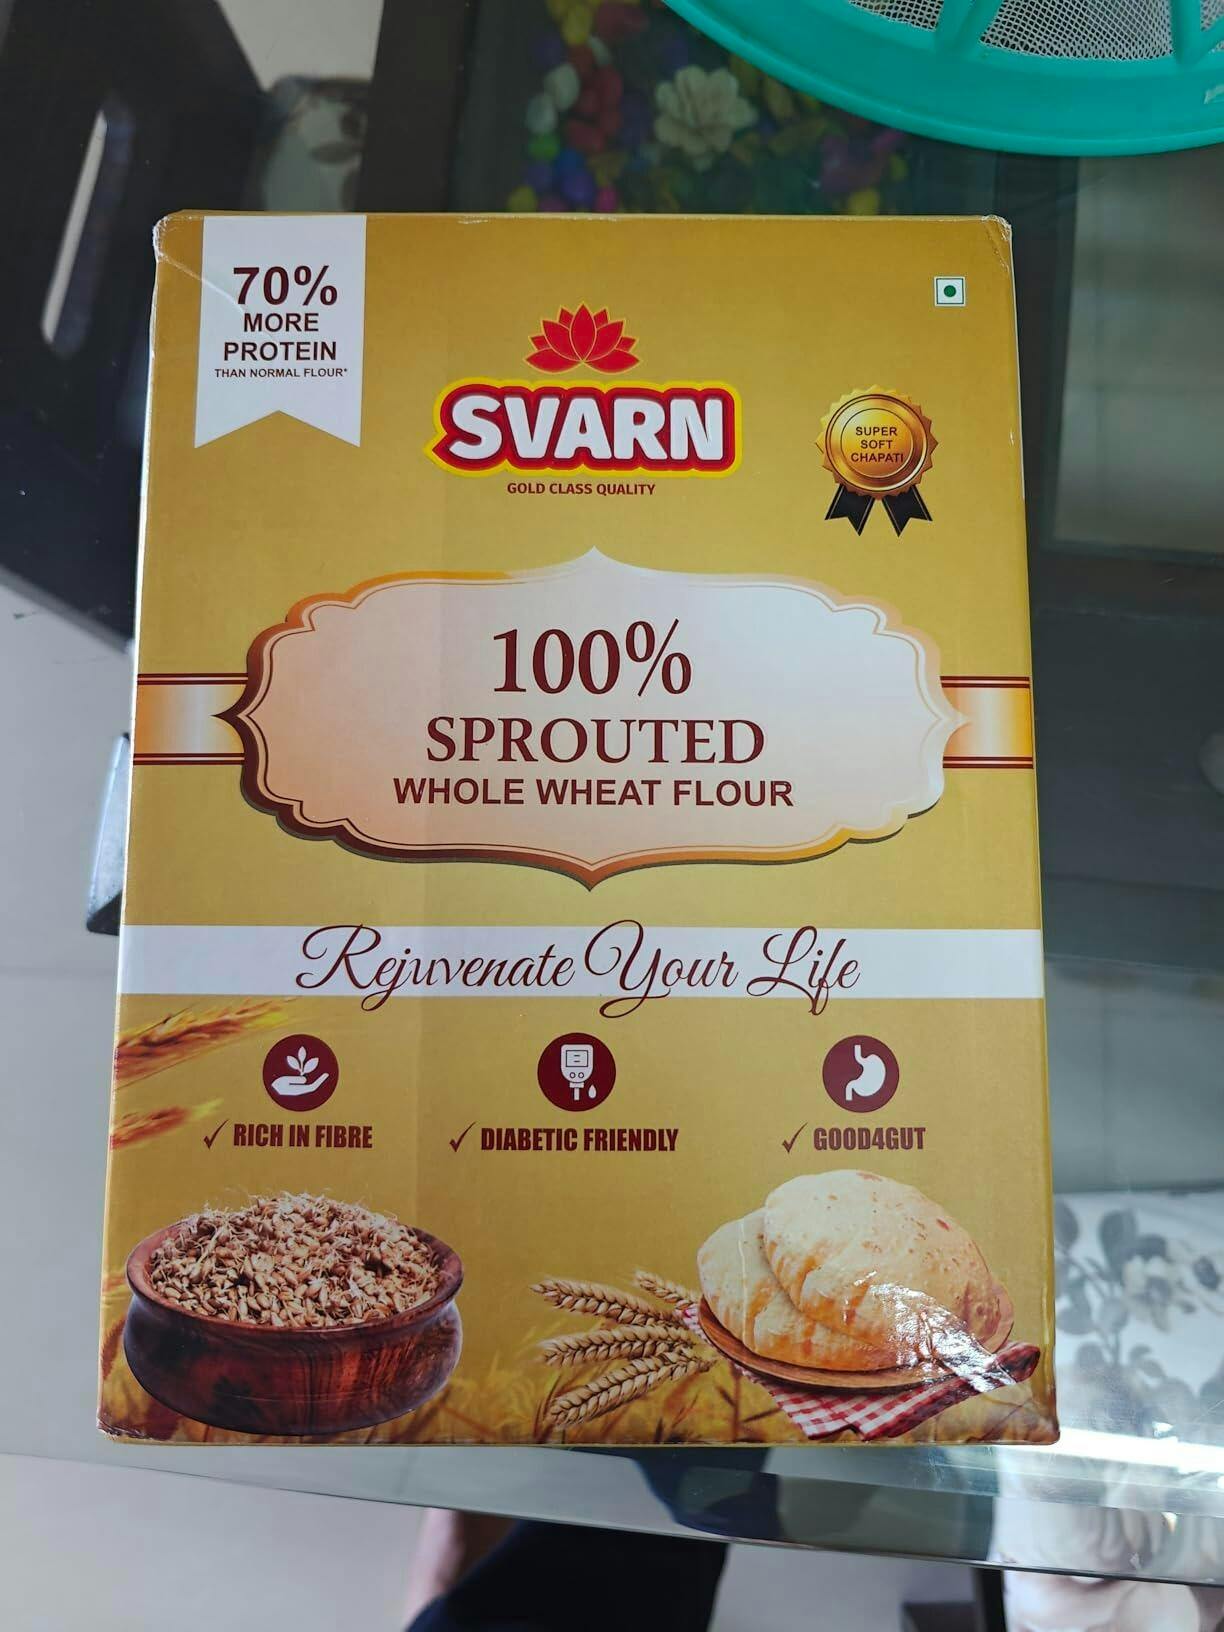 70%
MORE
PROTEIN
THAN NORMAL FLOUR*
SVARN
GOLD CLASS QUALITY
SUPER
SOFT
CHAPATI
100%
SPROUTED
WHOLE WHEAT FLOUR
Rejuvenate Your Life
✓ RICH IN FIBRE
✓ DIABETIC FRIENDLY
✓ GOOD4GUT